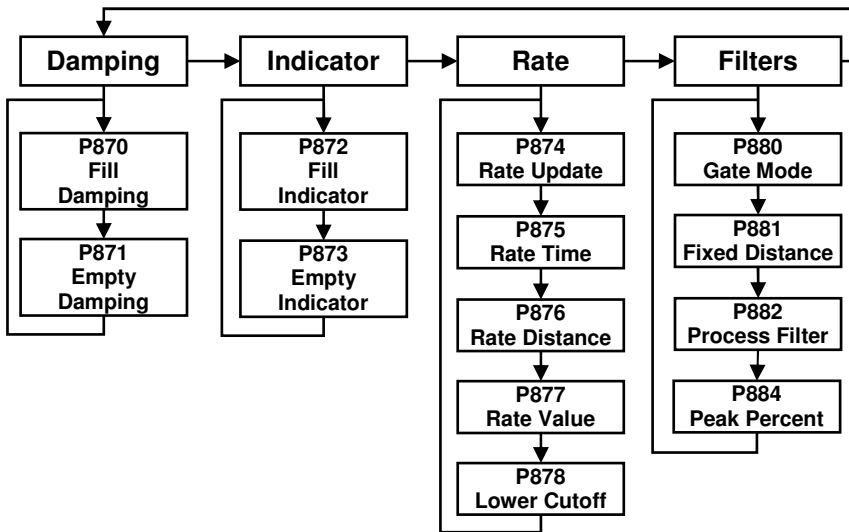 Damping
Indicator
Rate
Filters
P870
Fill
Damping
P871
Empty
Damping
P872
Fill
Indicator
P873
Empty
Indicator
P874
Rate Update
P875
Rate Time
P876
Rate Distance
P877
Rate Value
P878
Lower Cutoff
P880
Gate Mode
P881
Fixed Distance
P882
Process Filter
P884
Peak Percent